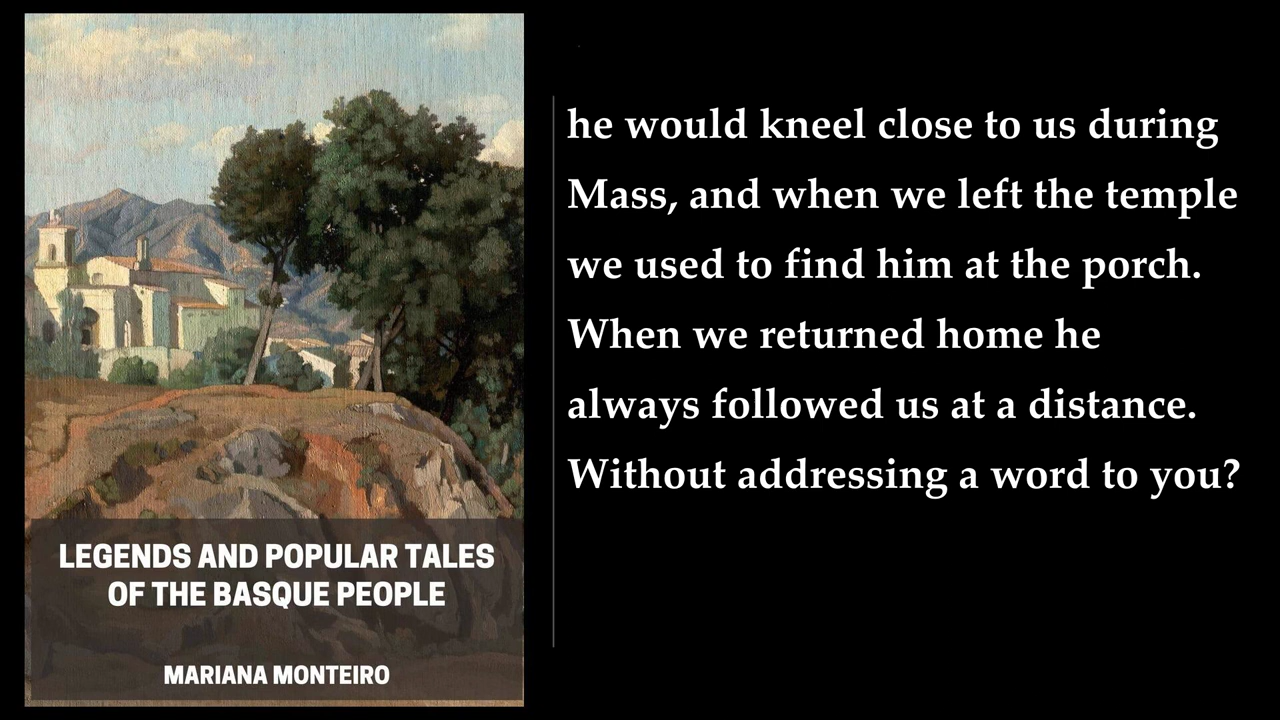 he would kneel close to us during
Mass, and when we left the temple
we used to find him at the porch.
When we returned home he
always followed us at a distance.
Without addressing a word to you?
LEGENDS AND POPULAR TALES
OF THE BASQUE PEOPLE
MARIANA MONTEIRO